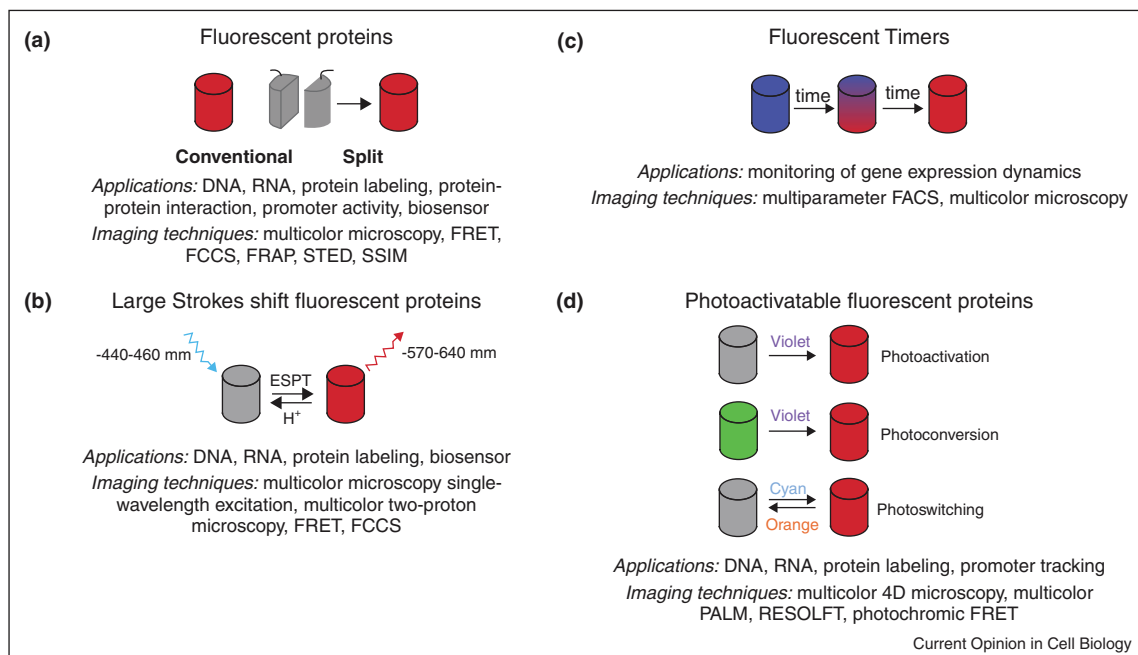 (a)
Fluorescent proteins
Conventional Split
Applications: DNA, RNA, protein labeling, protein-
protein interaction, promoter activity, biosensor
Imaging techniques: multicolor microscopy, FRET,
FCCS, FRAP, STED, SSIM
(b)
Large Strokes shift fluorescent proteins
-440-460 mm
-570-640 mm
ESPT
H+
Applications: DNA, RNA, protein labeling, biosensor
Imaging techniques: multicolor microscopy single-
wavelength excitation, multicolor two-proton
microscopy, FRET, FCCS
(c)
Fluorescent Timers
time time
Applications: monitoring of gene expression dynamics
Imaging techniques: multiparameter FACS, multicolor microscopy
(d)
Photoactivatable fluorescent proteins
Violet
Photoactivation
Violet
Photoconversion
Cyan
Orange
Photoswitching
Applications: DNA, RNA, protein labeling, promoter tracking
Imaging techniques: multicolor 4D microscopy, multicolor
PALM, RESOLFT, photochromic FRET
Current Opinion in Cell Biology